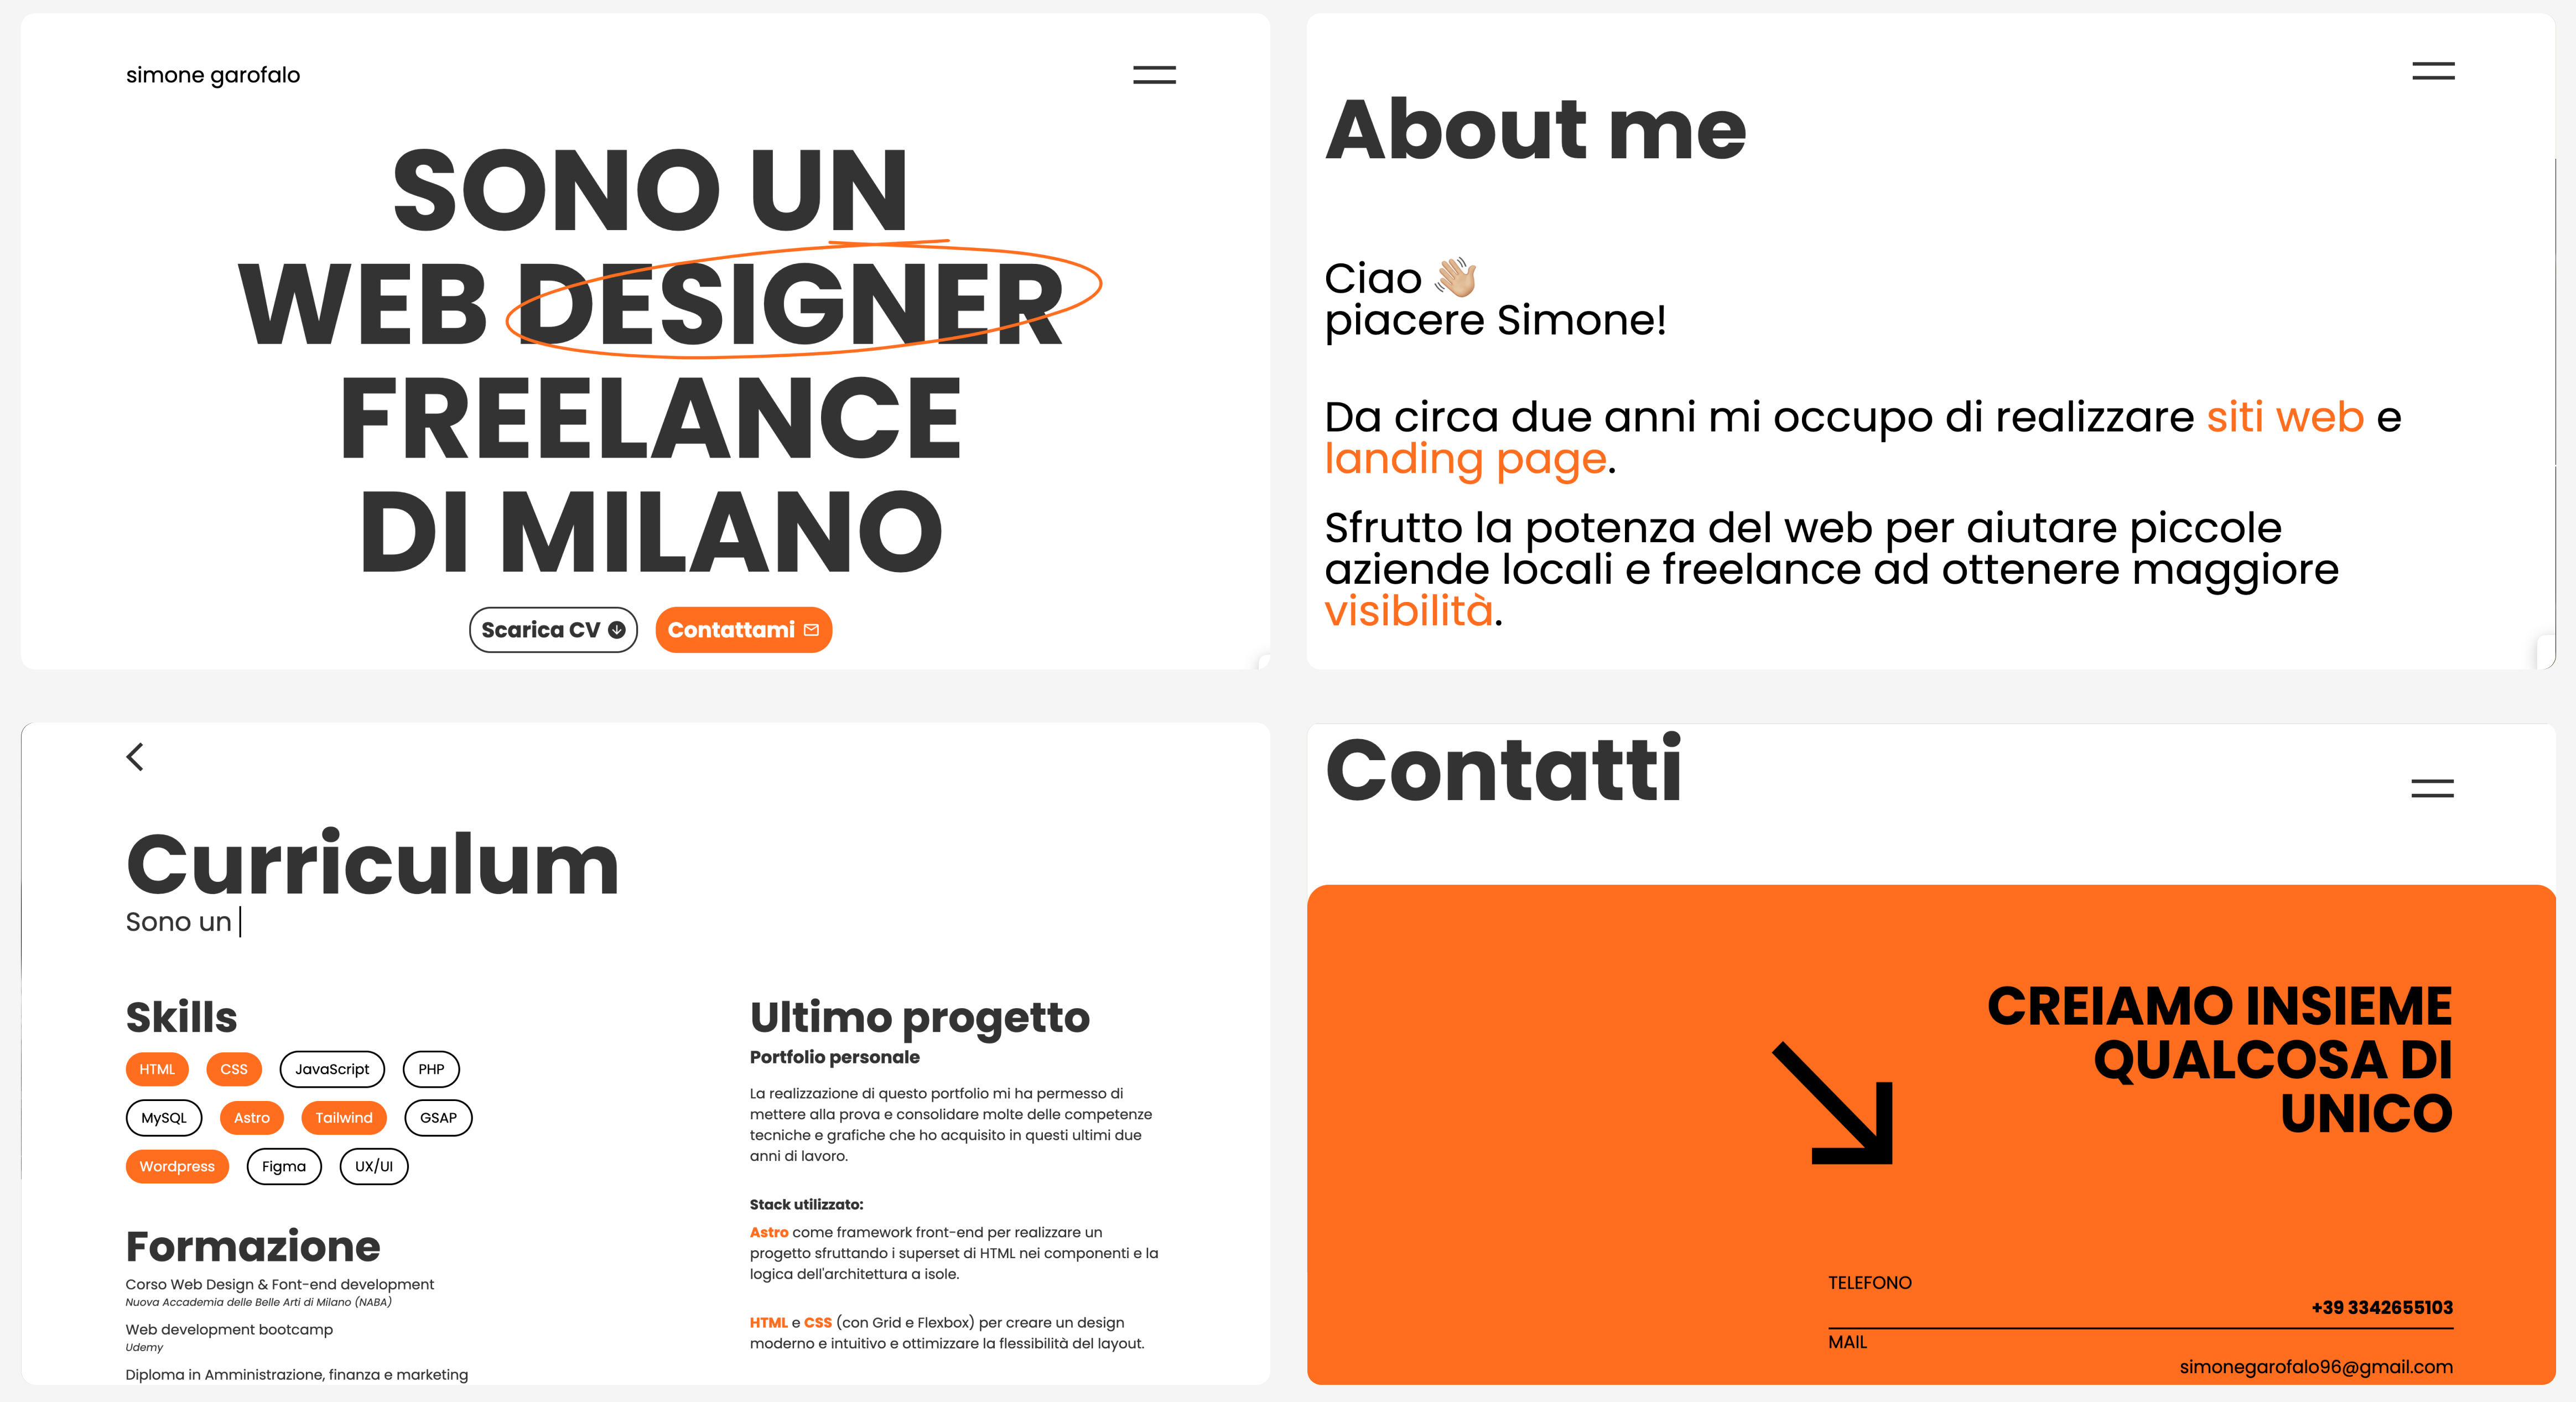 simone garofalo
SONO UN
WEB DESIGNER
FREELANCE
DI MILANO
Scarica CV
Contattami
About me
Ciao 👋🏼
piacere Simone!
Da circa due anni mi occupo di realizzare siti web e
landing page.
Sfrutto la potenza del web per aiutare piccole
aziende locali e freelance ad ottenere maggiore
visibilità.
Curriculum
Sono un
Skills
HTML CSS JavaScript PHP
MySQL Astro Tailwind GSAP
Wordpress Figma UX/UI
Formazione
Corso Web Design & Font-end development
Nuova Accademia delle Belle Arti di Milano (NABA)
Web development bootcamp
Udemy
Diploma in Amministrazione, finanza e marketing
Ultimo progetto
Portfolio personale
La realizzazione di questo portfolio mi ha permesso di
mettere alla prova e consolidare molte delle competenze
tecniche e grafiche che ho acquisito in questi ultimi due
anni di lavoro.
Stack utilizzato:
Astro come framework front-end per realizzare un
progetto sfruttando i superset di HTML nei componenti e la
logica dell'architettura a isole.
HTML e CSS (con Grid e Flexbox) per creare un design
moderno e intuitivo e ottimizzare la flessibilità del layout.
Contatti
CREIAMO INSIEME
QUALCOSA DI
UNICO
TELEFONO
+39 3342655103
MAIL
simonegarofalo96@gmail.com